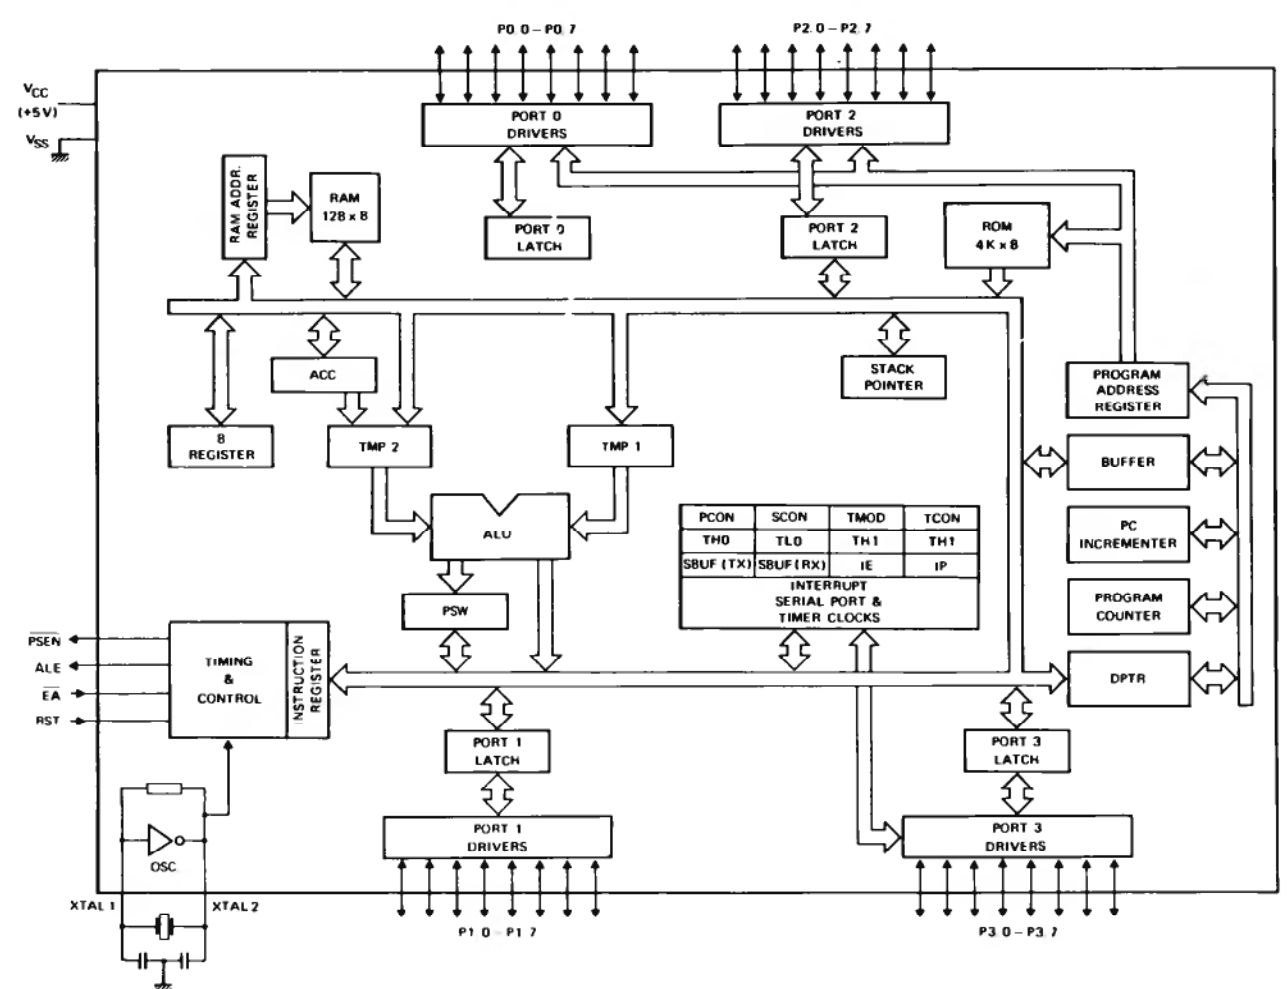 P0.0-P0.7
P2.0-P2.7
VCC
(+5V)
VSS
PORT 0
DRIVERS
PORT 2
DRIVERS
RAM ADDR.
REGISTER
RAM
128 x 8
PORT 0
LATCH
PORT 2
LATCH
ROM
4K x 8
ACC
STACK
POINTER
PROGRAM
ADDRESS
REGISTER
B
REGISTER
TMP 2
TMP 1
BUFFER
ALU
PCON SCON TMOD TCON
TH0 TL0 TH1 TH1
SBUF (TX) SBUF (RX) IE IP
INTERRUPT
SERIAL PORT &
TIMER CLOCKS
PC
INCREMENTER
PSW
PROGRAM
COUNTER
PSEN
ALE
EA
RST
TIMING
&
CONTROL
INSTRUCTION
REGISTER
DPTR
PORT 1
LATCH
PORT 3
LATCH
OSC
PORT 1
DRIVERS
PORT 3
DRIVERS
XTAL 1
XTAL 2
P1.0-P1.7
P3.0-P3.7